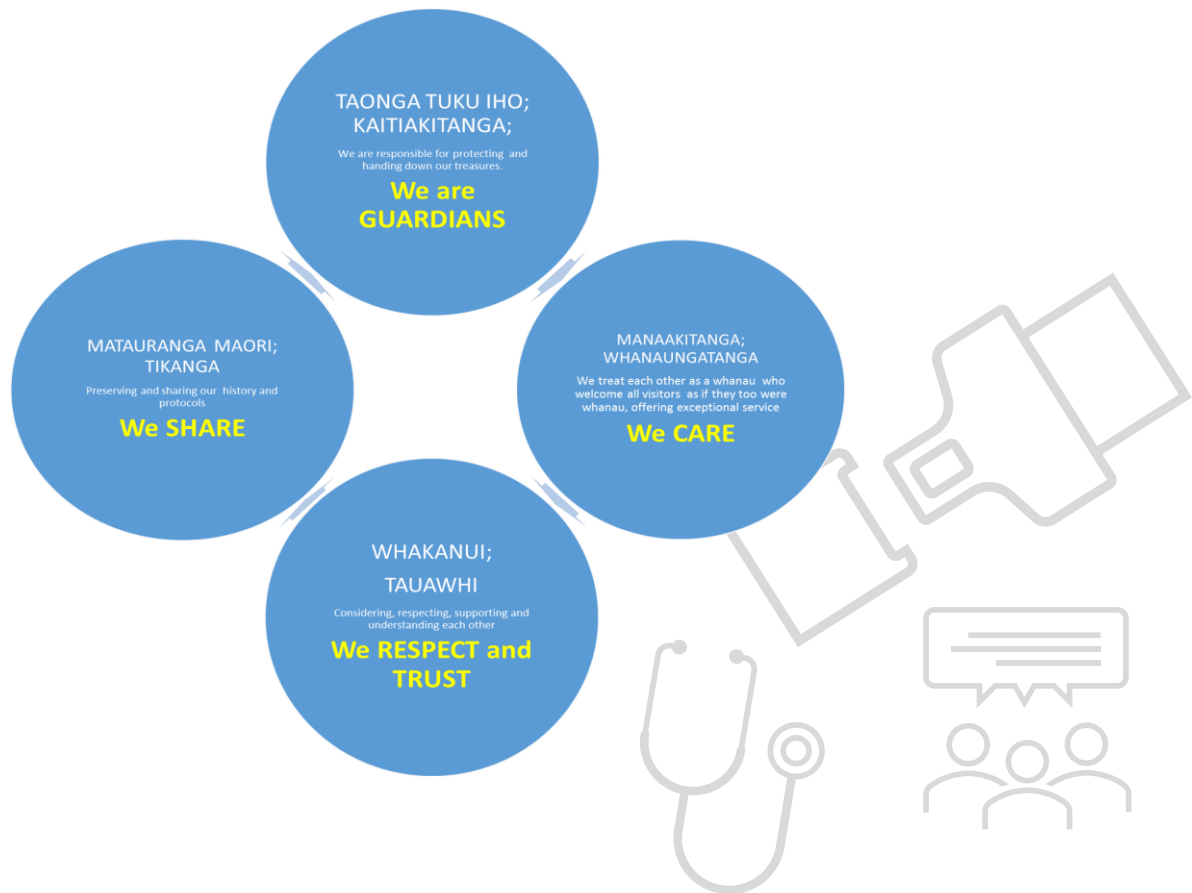 TAONGA TUKU IHO;
KAITIAKITANGA;
We are responsible for protecting and
handing down our treasures.
We are
GUARDIANS
MATAURANGA MAORI;
TIKANGA
Preserving and sharing our history and
protocols
We SHARE
MANAAKITANGA;
WHANAUNGATANGA
We treat each other as a whanau who
welcome all visitors as if they too were
whanau, offering exceptional service
We CARE
WHAKANUI;
TAUAWHI
Considering, respecting, supporting and
understanding each other
We RESPECT and
TRUST